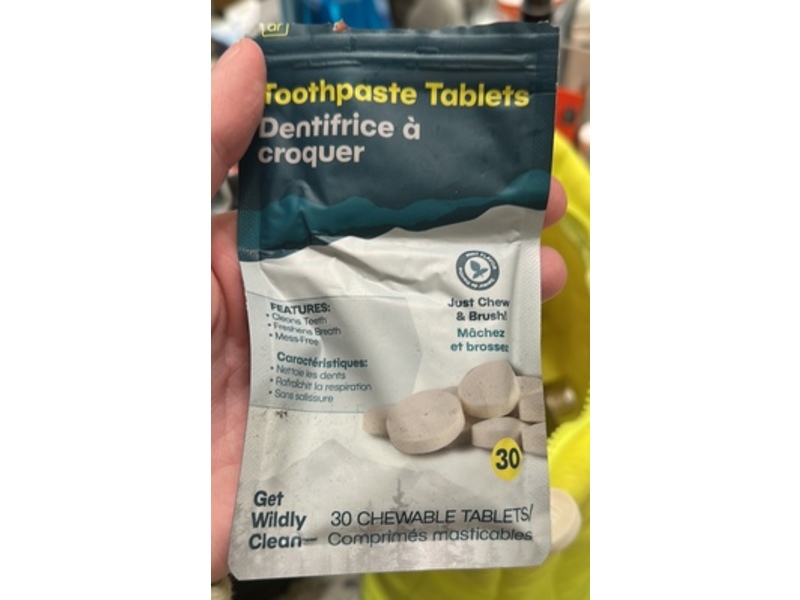 ar
Toothpaste Tablets
Dentifrice à
croquer
Just Chew
& Brush!
Mâchez
et brossez
FEATURES:
• Cleans Teeth
• Freshens Breath
• Mess-Free
Caractéristiques:
• Nettoie les dents
• Rafraîchit la respiration
• Sans salissure
30
Get
Wildly
Clean
30 CHEWABLE TABLETS/
Comprimés masticables